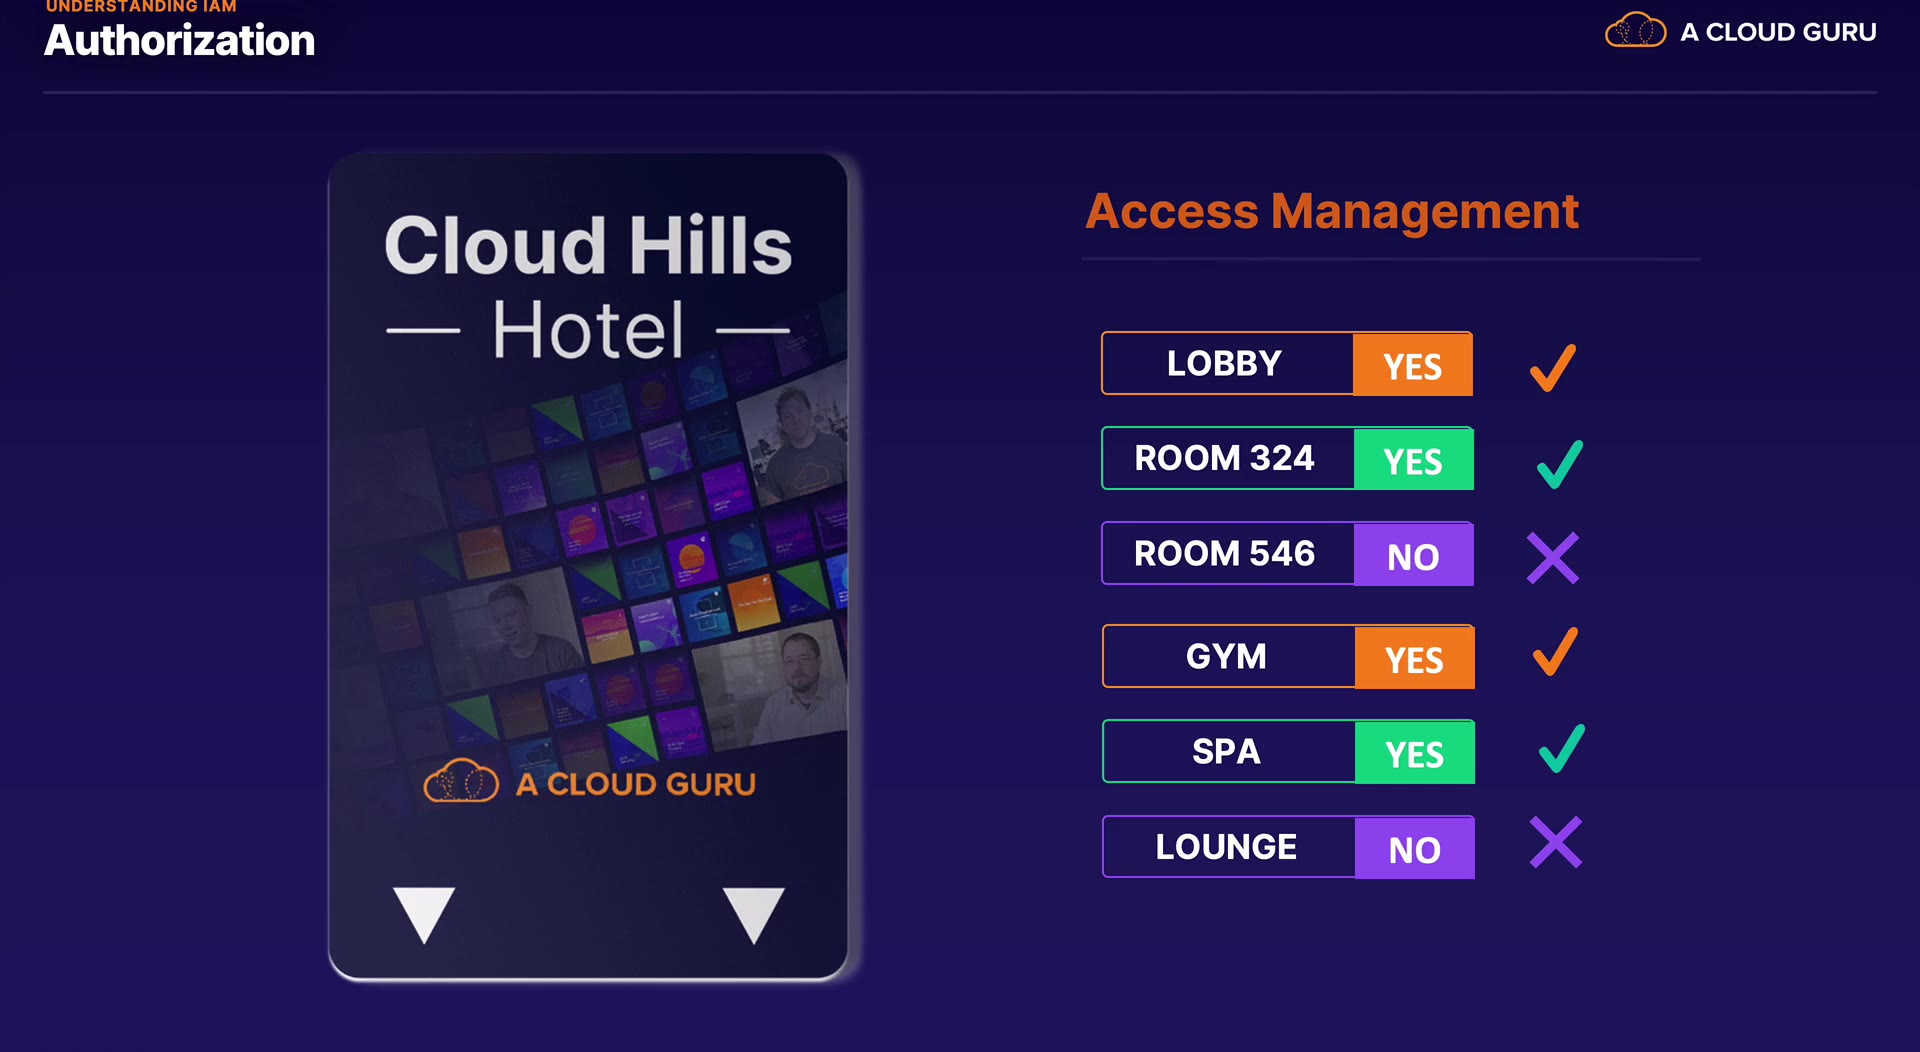 UNDERSTANDING IAM
Authorization
A CLOUD GURU
Cloud Hills
Hotel
A CLOUD GURU
Access Management
LOBBY YES
ROOM 324 YES
ROOM 546 NO
GYM YES
SPA YES
LOUNGE NO